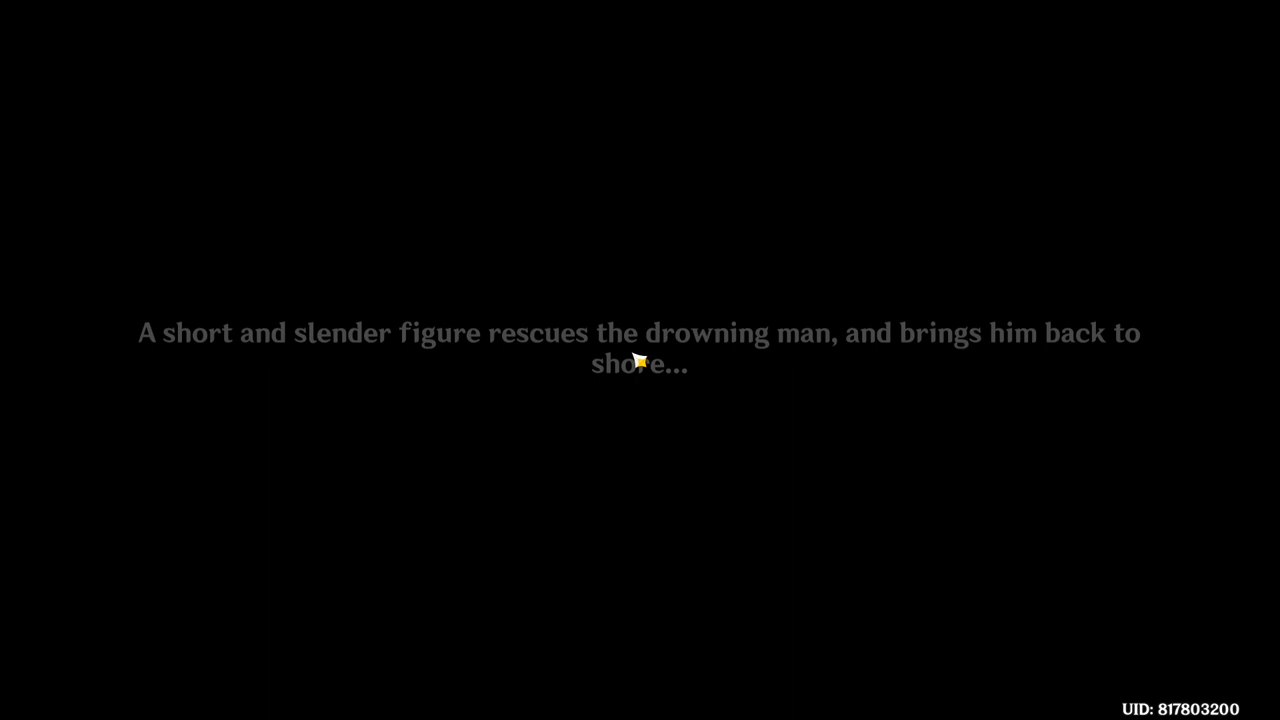 A short and slender figure rescues the drowning man, and brings him back to
shore...
UID: 817803200